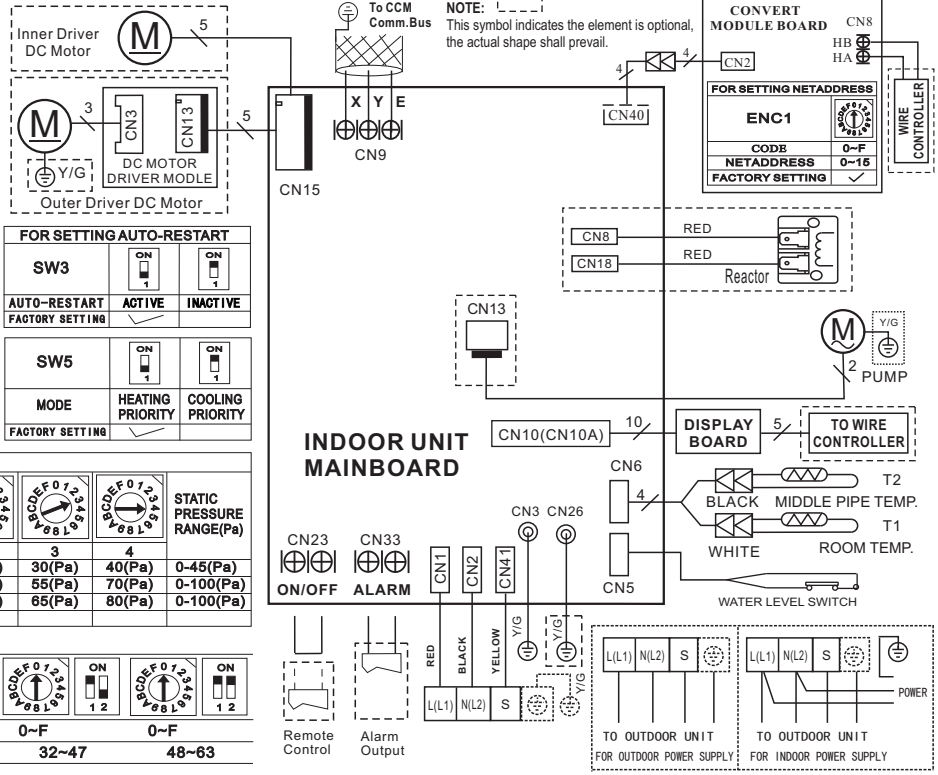 To CCM
Comm.Bus
NOTE:
This symbol indicates the element is optional,
the actual shape shall prevail.
Inner Driver
DC Motor
M
5
M
3
CN3
CN13
5
Y/G
DC MOTOR
DRIVER MODLE
Outer Driver DC Motor
CN15
X Y E
CN9
4
4
CN2
CN40
CONVERT
MODULE BOARD
CN8
HB
HA
WIRE
CONTROLLER
FOR SETTING NETADDRESS
ENC1
CODE 0~F
NETADDRESS 0~15
FACTORY SETTING
FOR SETTING AUTO-RESTART
SW3
ON
1
ON
1
AUTO-RESTART ACTIVE INACTIVE
FACTORY SETTING
SW5
ON
1
ON
1
MODE
HEATING
PRIORITY
COOLING
PRIORITY
FACTORY SETTING
CN8
RED
CN18
RED
Reactor
CN13
M
Y/G
2
PUMP
INDOOR UNIT
MAINBOARD
CN10(CN10A)
10
DISPLAY
BOARD
5
TO WIRE
CONTROLLER
CN6
4
BLACK
T2
MIDDLE PIPE TEMP.
WHITE
T1
ROOM TEMP.
CN5
WATER LEVEL SWITCH
STATIC
PRESSURE
RANGE(Pa)
3 4
30(Pa) 40(Pa) 0-45(Pa)
55(Pa) 70(Pa) 0-100(Pa)
65(Pa) 80(Pa) 0-100(Pa)
ON
1 2
ON
1 2
0~F 0~F
32~47 48~63
CN23
ON/OFF
CN33
ALARM
CN1
CN2
CN41
CN3 CN26
RED
BLACK
YELLOW
Y/G
Y/G
Y/G
L(L1) N(L2) S
Remote
Control
Alarm
Output
L(L1) N(L2) S
TO OUTDOOR UNIT
FOR OUTDOOR POWER SUPPLY
L(L1) N(L2) S
POWER
TO OUTDOOR UNIT
FOR INDOOR POWER SUPPLY